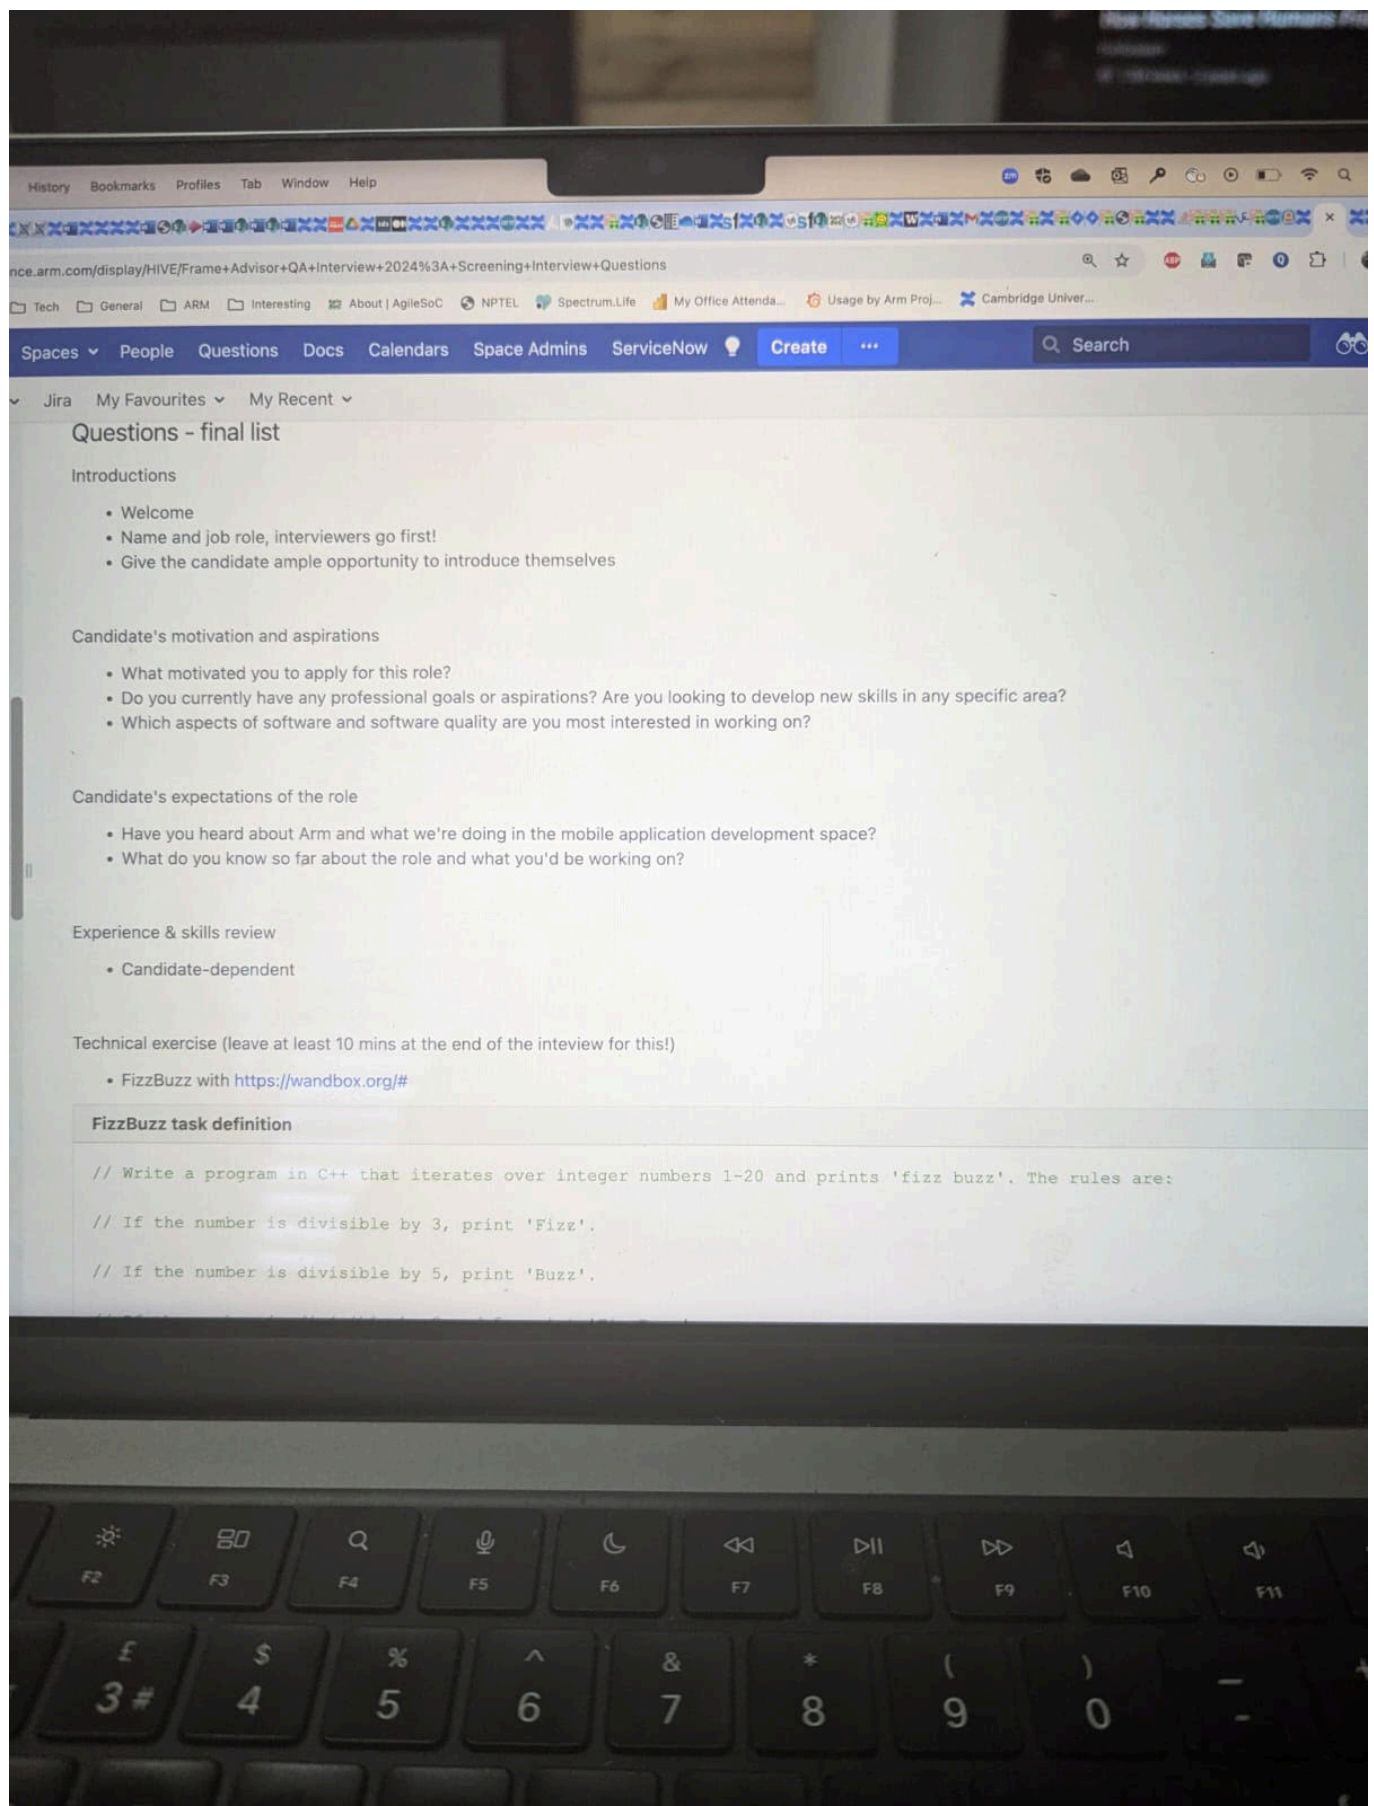 How Horses Save Humans
History Bookmarks Profiles Tab Window Help
nce.arm.com/display/HIVE/Frame+Advisor+QA+Interview+2024%3A+Screening+Interview+Questions
Tech General ARM Interesting About | AgileSoC NPTEL Spectrum.Life My Office Attenda... Usage by Arm Proj... Cambridge Univer...
Spaces People Questions Docs Calendars Space Admins ServiceNow Create ... Search
Jira My Favourites My Recent
Questions - final list
Introductions
• Welcome
• Name and job role, interviewers go first!
• Give the candidate ample opportunity to introduce themselves
Candidate's motivation and aspirations
• What motivated you to apply for this role?
• Do you currently have any professional goals or aspirations? Are you looking to develop new skills in any specific area?
• Which aspects of software and software quality are you most interested in working on?
Candidate's expectations of the role
• Have you heard about Arm and what we're doing in the mobile application development space?
• What do you know so far about the role and what you'd be working on?
Experience & skills review
• Candidate-dependent
Technical exercise (leave at least 10 mins at the end of the inteview for this!)
• FizzBuzz with https://wandbox.org/#
FizzBuzz task definition
// Write a program in C++ that iterates over integer numbers 1-20 and prints 'fizz buzz'. The rules are:
// If the number is divisible by 3, print 'Fizz'.
// If the number is divisible by 5, print 'Buzz'.
F2 F3 F4 F5 F6 F7 F8 F9 F10 F11
£ $ % ^ & * ( ) _
3 # 4 5 6 7 8 9 0 -